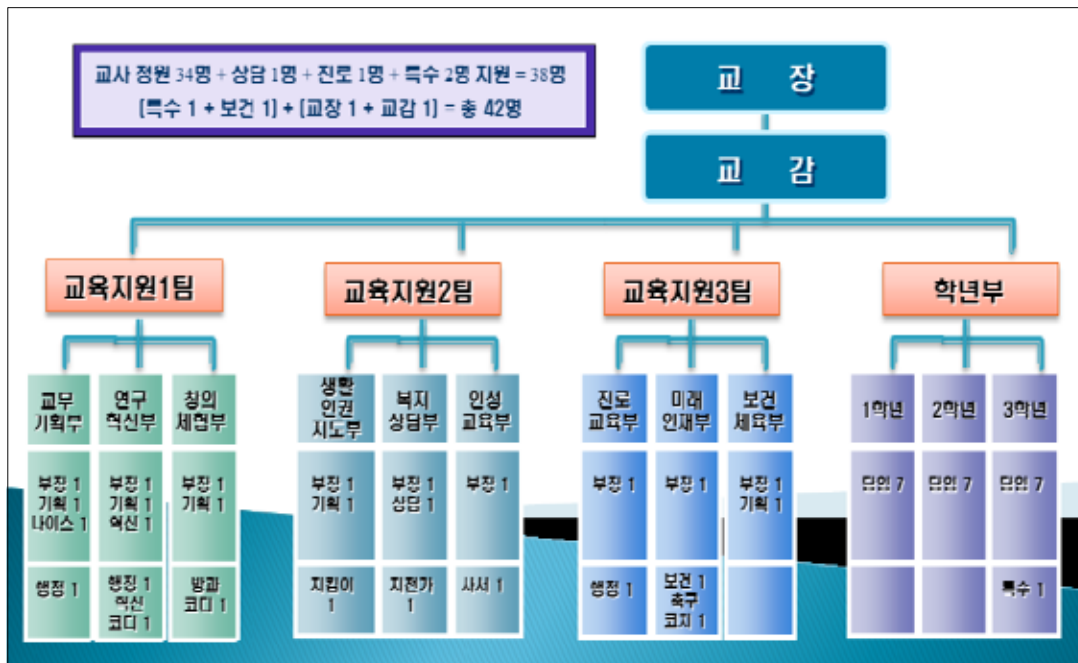 교사 정원 34명 + 상담 1명 + 진로 1명 + 특수 2명 지원 = 38명
[특수 1 + 보건 1] + [교장 1 + 교감 1] = 총 42명
교 장
교 감
교육지원1팀
교육지원2팀
교육지원3팀
학년부
교무
기획부
연구
혁신부
창의
체험부
생활
인권
지도부
복지
상담부
인성
교육부
진로
교육부
미래
인재부
보건
체육부
1학년
2학년
3학년
부장 1
기획 1
나이스 1
부장 1
기획 1
혁신 1
부장 1
기획 1
부장 1
기획 1
부장 1
상담 1
부장 1
부장 1
부장 1
부장 1
기획 1
담임 7
담임 7
담임 7
행정 1
행정 1
혁신
코디 1
방과
코디 1
지킴이
1
지전가
1
사서 1
행정 1
보건 1
축구
코치 1
특수 1